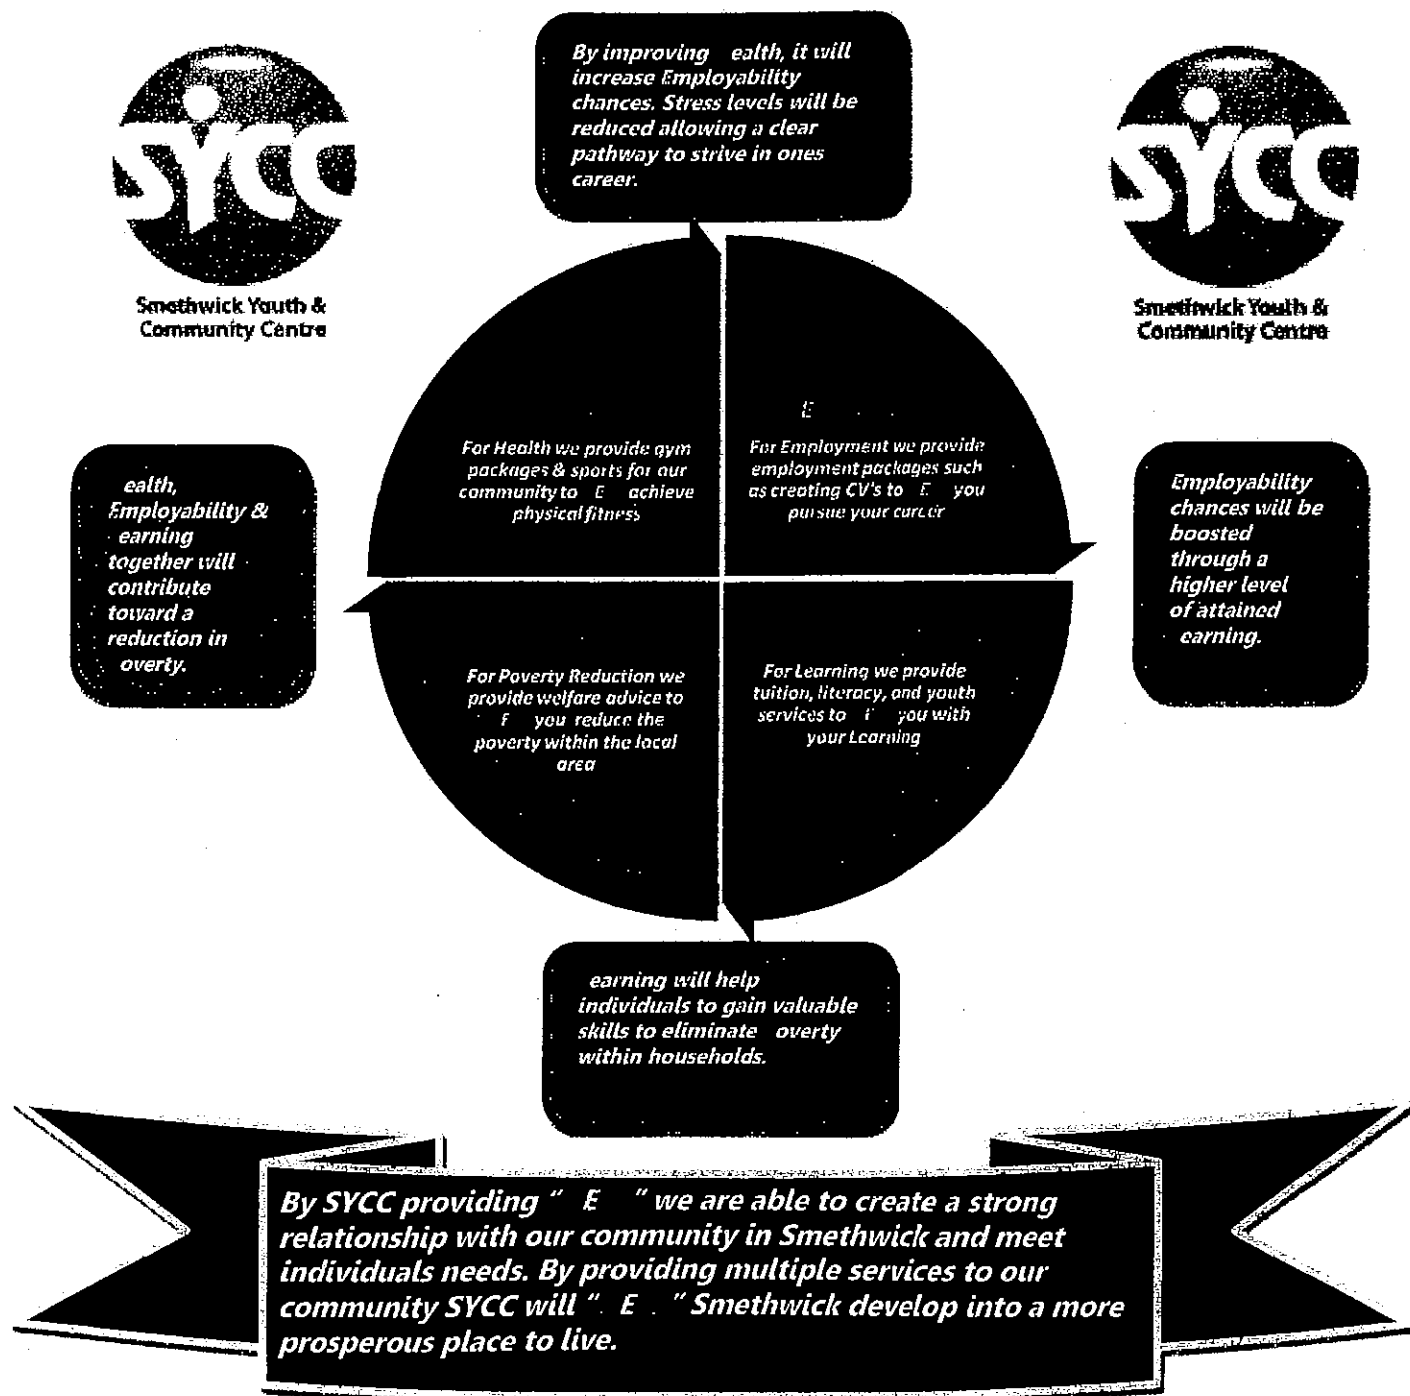 By improving ealth, it will
increase Employability
chances. Stress levels will be
reduced allowing a clear
pathway to strive in ones
career.
SYCC
Smethwick Youth &
Community Centre
SYCC
Smethwick Youth &
Community Centre
E
For Health we provide gym
packages & sports for our
community to E achieve
physical fitness
For Employment we provide
employment packages such
as creating CV's to E you
pursue your career
ealth,
Employability &
earning
together will
contribute
toward a
reduction in
overty.
Employability
chances will be
boosted
through a
higher level
of attained
earning.
For Poverty Reduction we
provide welfare advice to
E you reduce the
poverty within the local
area
For Learning we provide
tuition, literacy, and youth
services to E you with
your Learning
earning will help
individuals to gain valuable
skills to eliminate overty
within households.
By SYCC providing " E " we are able to create a strong
relationship with our community in Smethwick and meet
individuals needs. By providing multiple services to our
community SYCC will " E " Smethwick develop into a more
prosperous place to live.